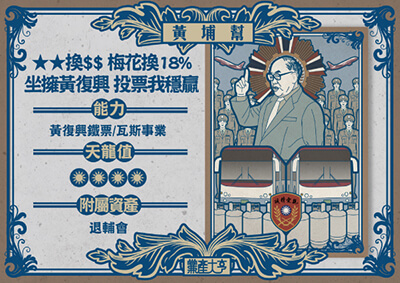 黃埔幫
★★換$$ 梅花換18%
坐擁黃復興 投票我穩贏
能力
黃復興鐵票/瓦斯事業
天龍值
附屬資產
退輔會
黨產大亨